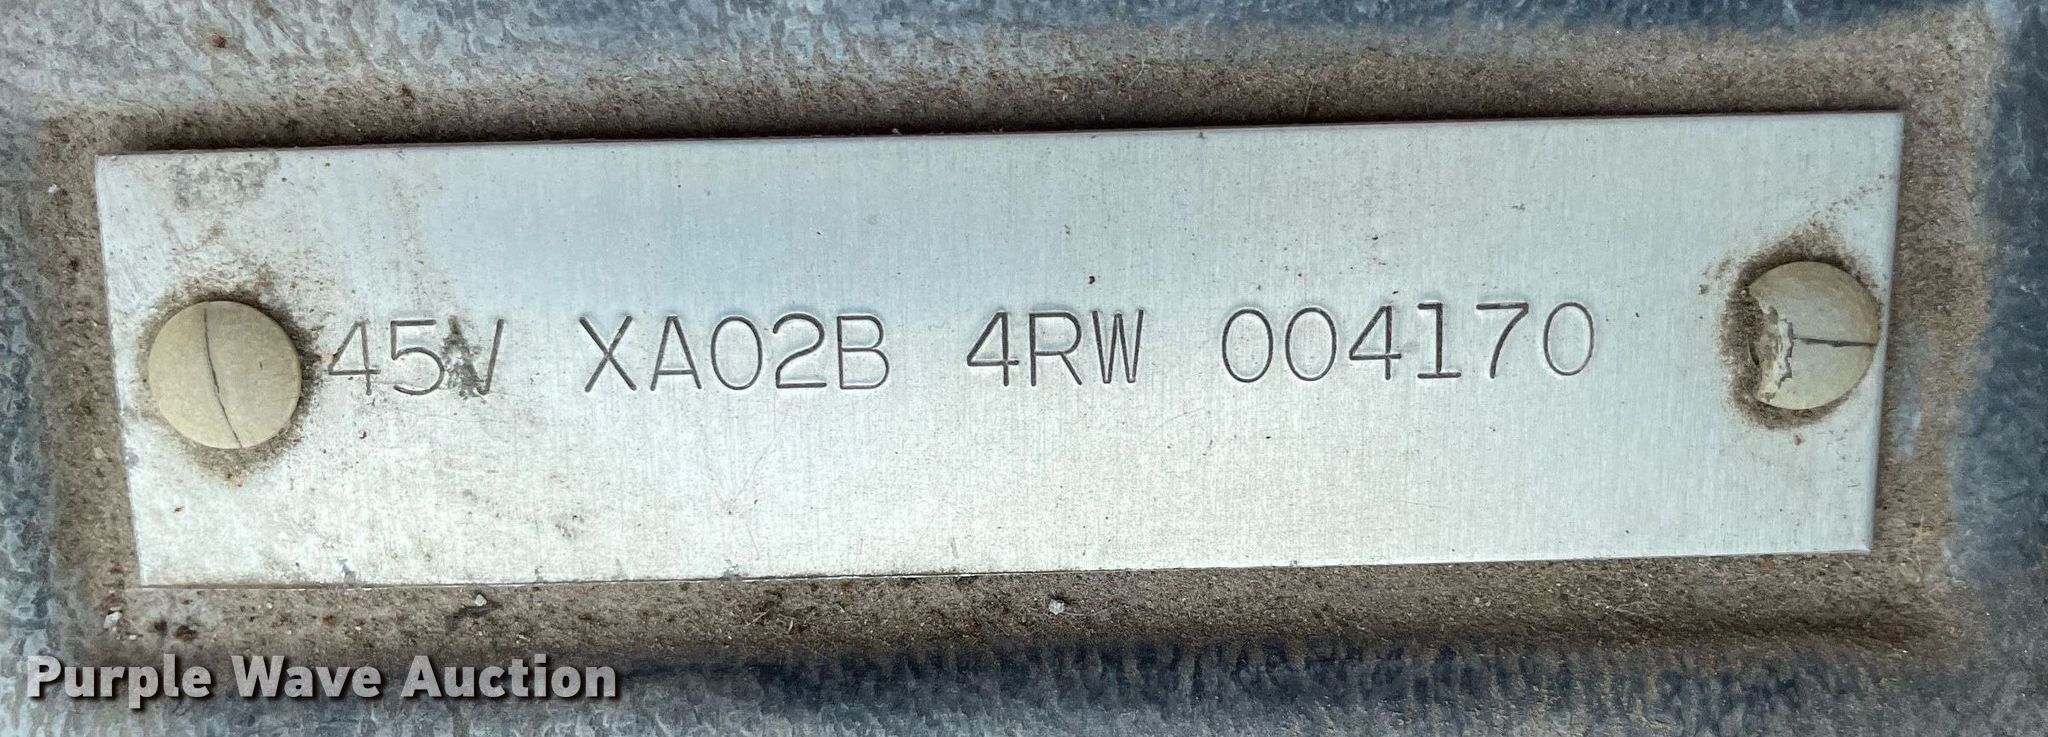 45V XA02B 4RW 004170
Purple Wave Auction